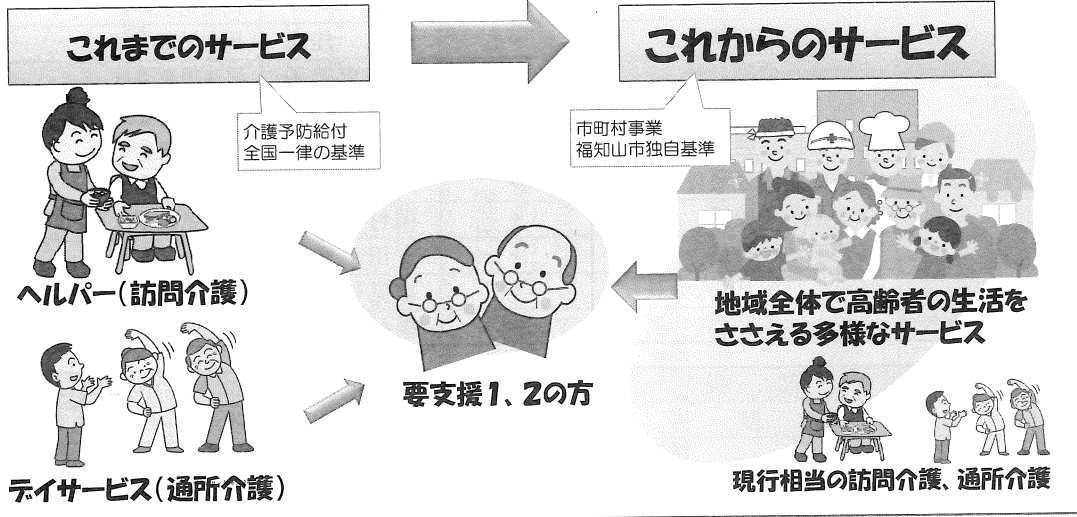 これまでのサービス
これからのサービス
介護予防給付
全国一律の基準
市町村事業
福知山市独自基準
ヘルパー(訪問介護)
デイサービス(通所介護)
要支援1、2の方
地域全体で高齢者の生活を
ささえる多様なサービス
現行相当の訪問介護、通所介護